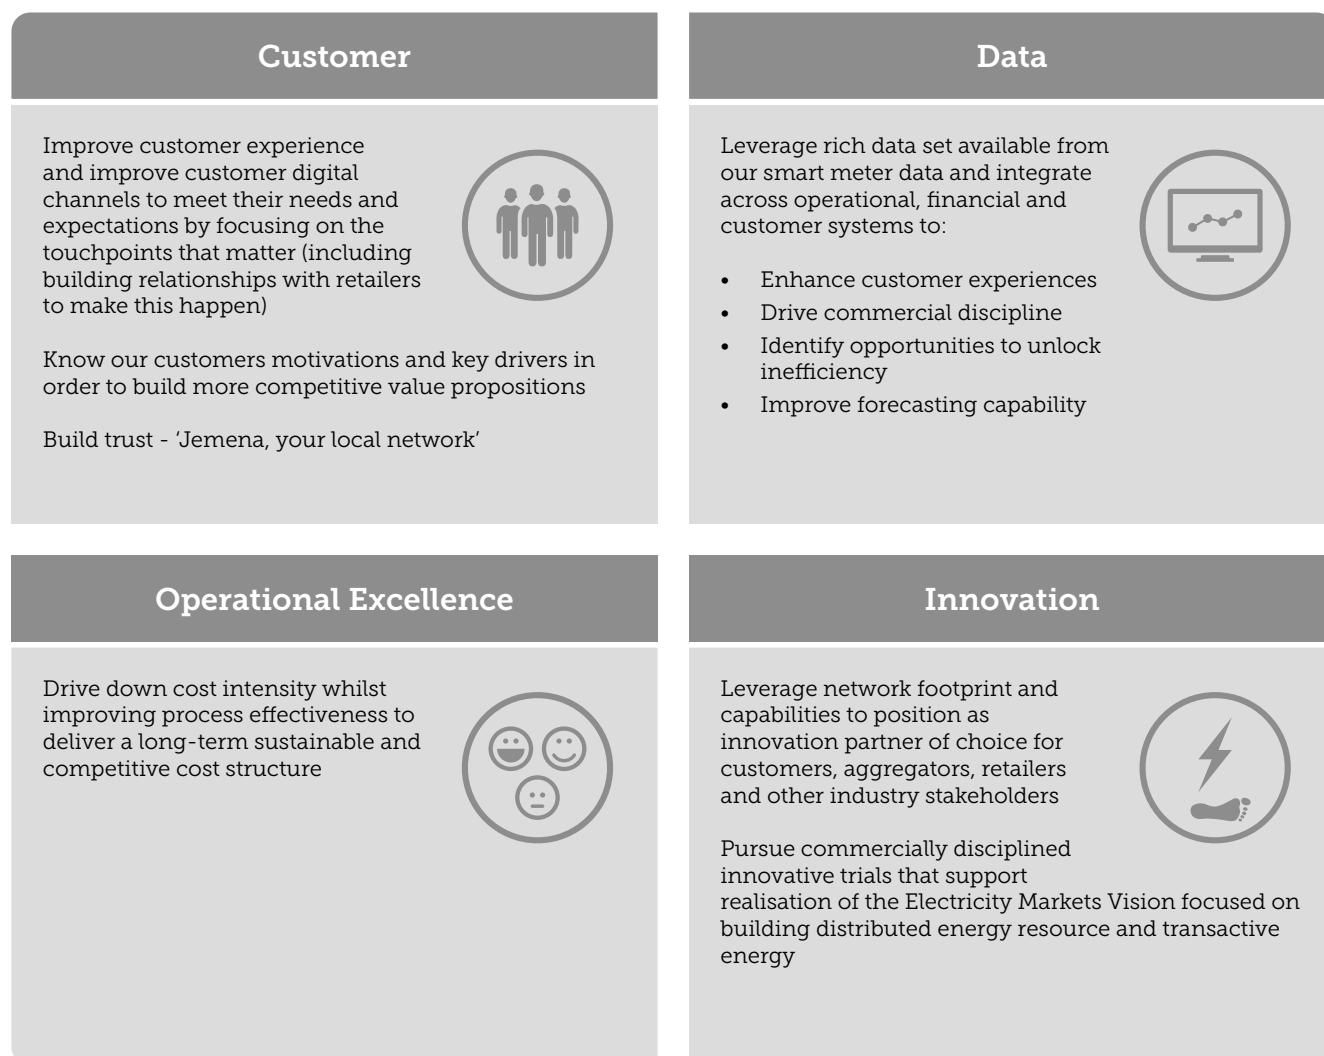 Customer
Improve customer experience
and improve customer digital
channels to meet their needs and
expectations by focusing on the
touchpoints that matter (including
building relationships with retailers
to make this happen)
Know our customers motivations and key drivers in
order to build more competitive value propositions
Build trust - ‘Jemena, your local network’
Data
Leverage rich data set available from
our smart meter data and integrate
across operational, financial and
customer systems to:
• Enhance customer experiences
• Drive commercial discipline
• Identify opportunities to unlock
inefficiency
• Improve forecasting capability
Operational Excellence
Drive down cost intensity whilst
improving process effectiveness to
deliver a long-term sustainable and
competitive cost structure
Innovation
Leverage network footprint and
capabilities to position as
innovation partner of choice for
customers, aggregators, retailers
and other industry stakeholders
Pursue commercially disciplined
innovative trials that support
realisation of the Electricity Markets Vision focused on
building distributed energy resource and transactive
energy